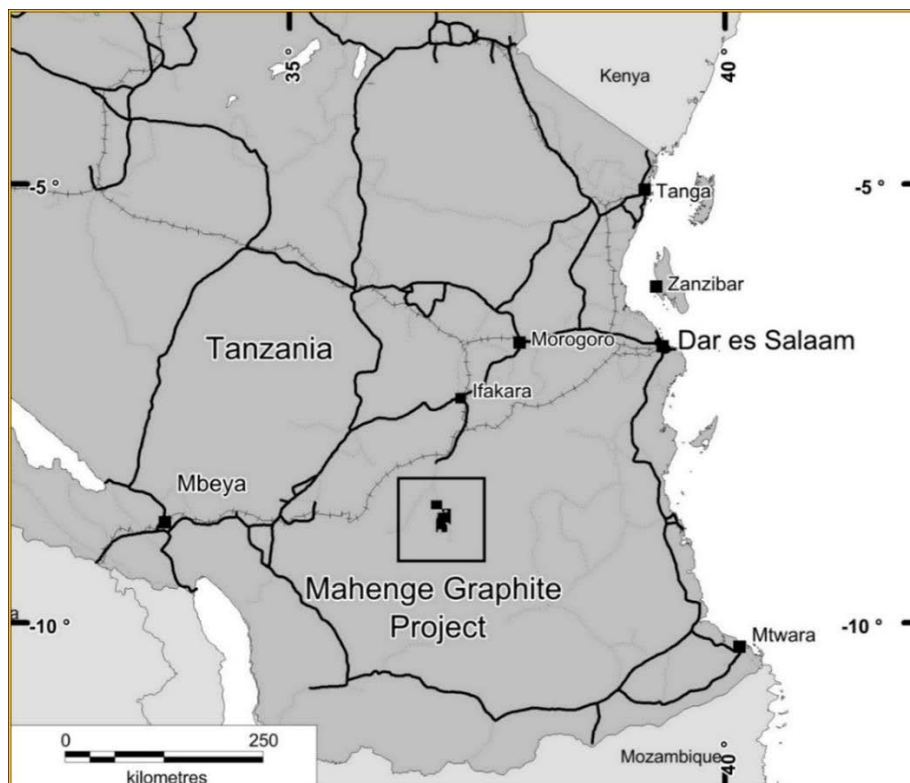 35°
40°
Kenya
-5°
-5°
Tanga
Zanzibar
Tanzania
Morogoro
Dar es Salaam
Ifakara
Mbeya
Mahenge Graphite
Project
-10°
-10°
Mtwara
a
0
250
kilometres
Mozambique
40°